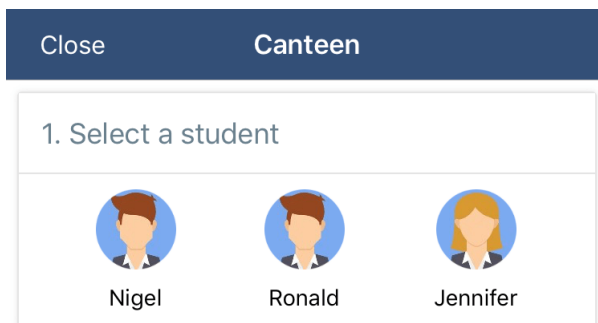 Close Canteen
1. Select a student
Nigel Ronald Jennifer